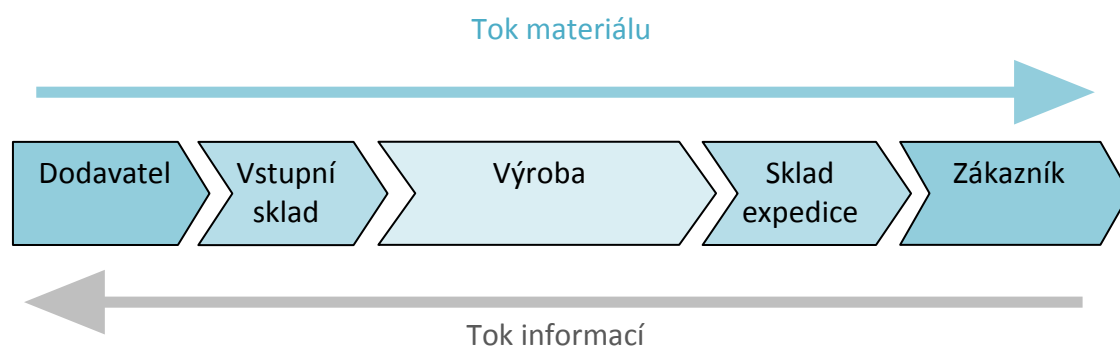 Tok materiálu
Dodavatel
Vstupní
sklad
Výroba
Sklad
expedice
Zákazník
Tok informací